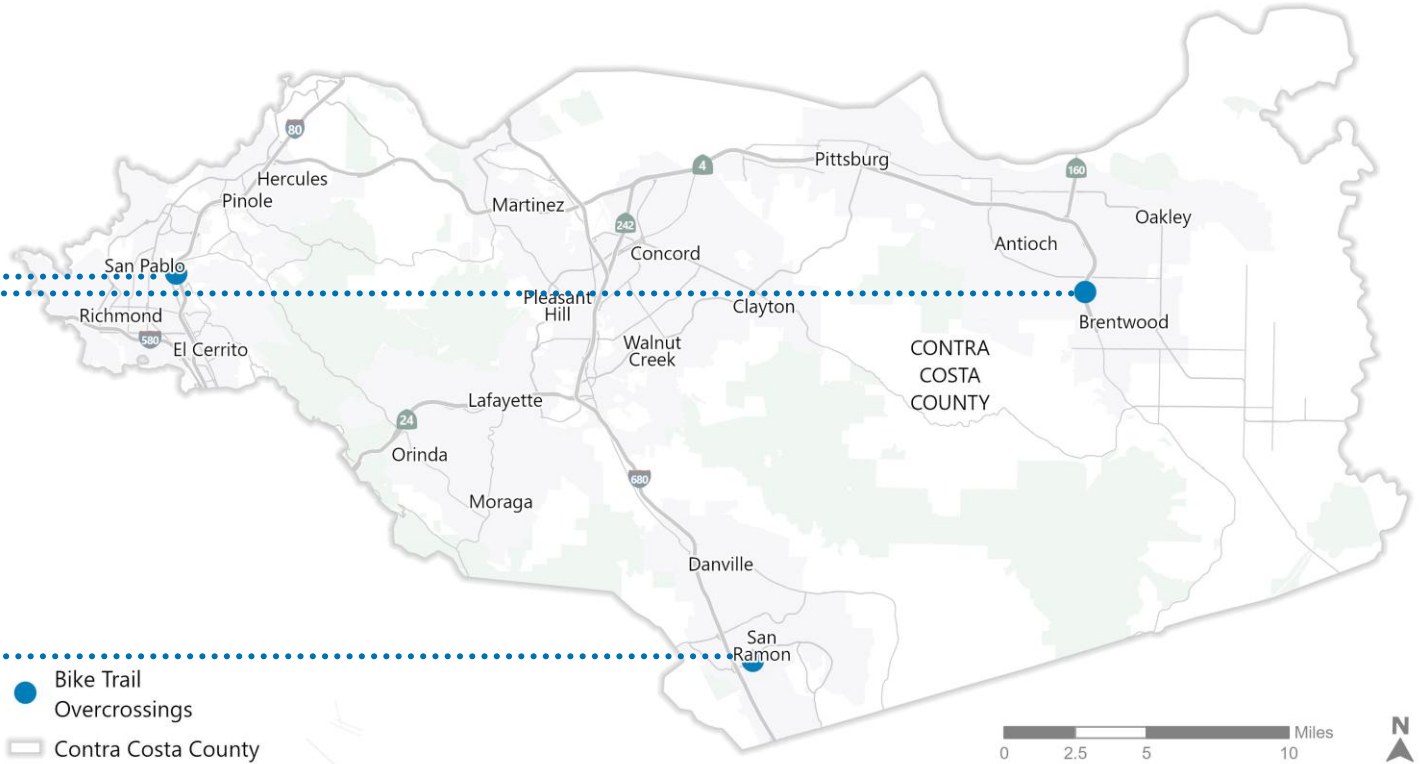 80
Hercules
Pinole
San Pablo
Richmond
580
El Cerrito
Martinez
242
4
Pittsburg
160
Oakley
Antioch
Concord
Pleasant
Hill
Clayton
Brentwood
Walnut
Creek
CONTRA
COSTA
COUNTY
Lafayette
24
Orinda
Moraga
680
Danville
San
Ramon
Bike Trail
Overcrossings
Contra Costa County
Miles
0 2.5 5 10
N